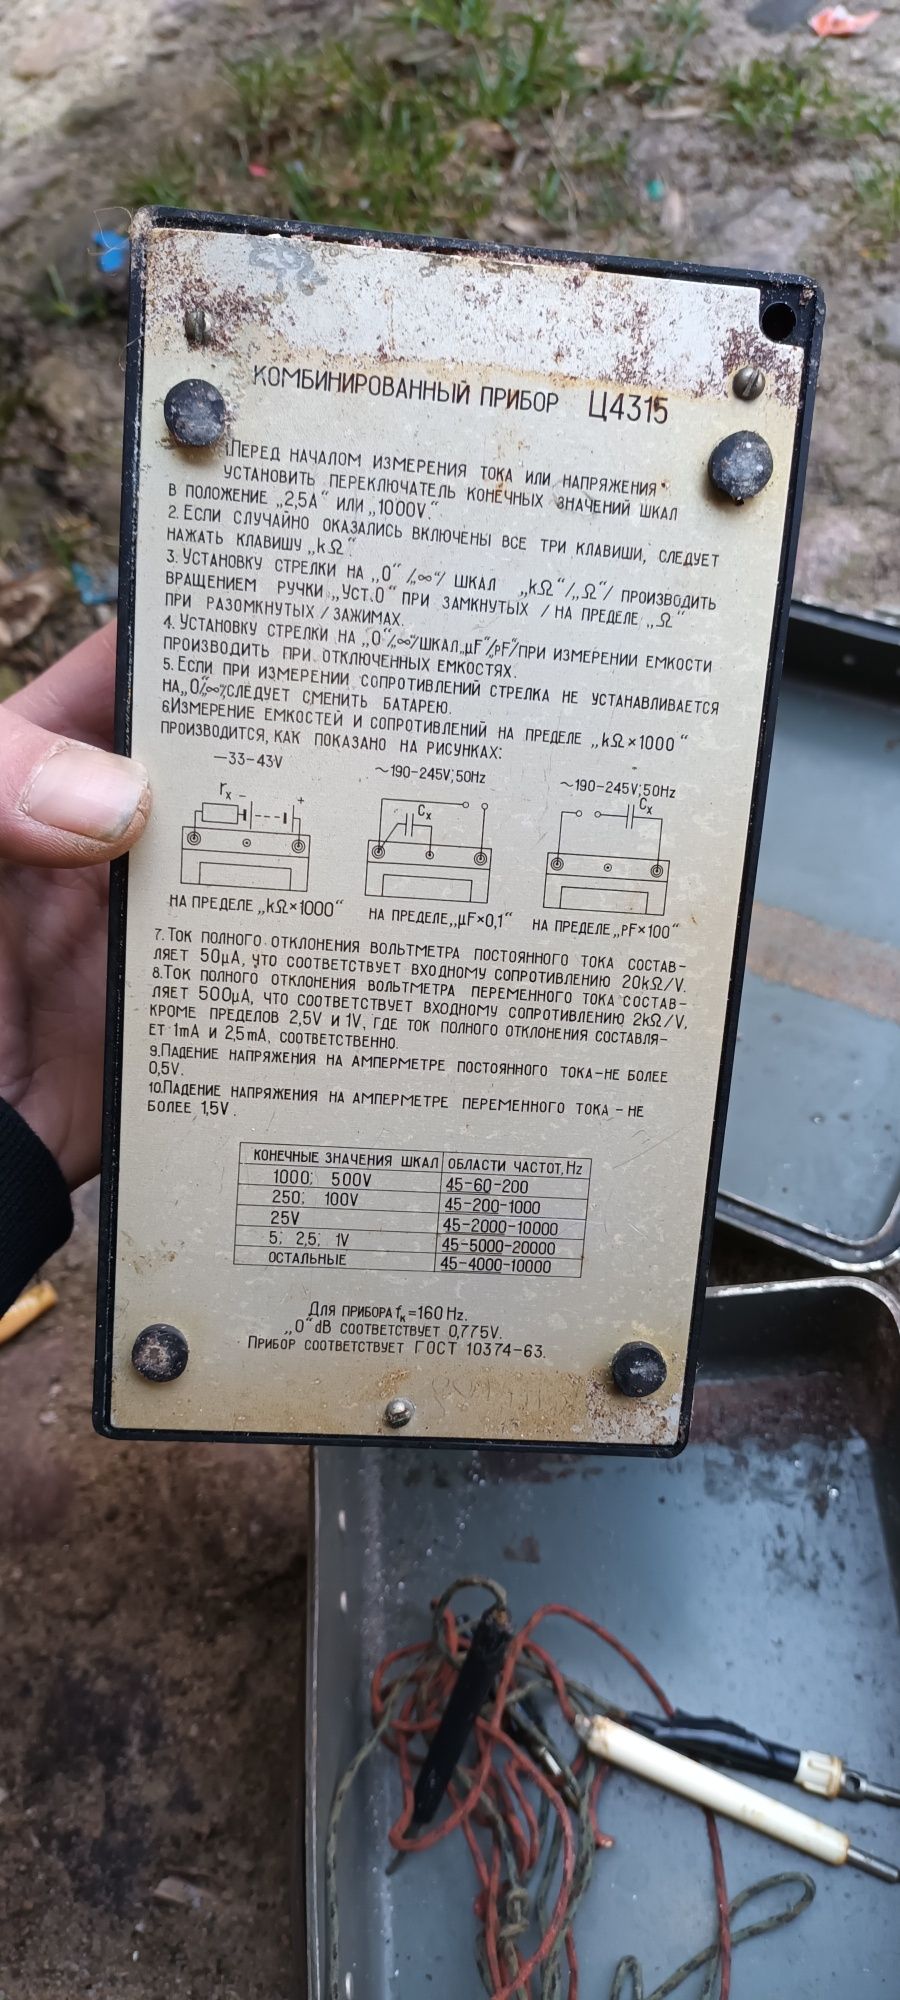 КОМБИНИРОВАННЫЙ ПРИБОР Ц4315
1.ПЕРЕД НАЧАЛОМ ИЗМЕРЕНИЯ ТОКА ИЛИ НАПРЯЖЕНИЯ
УСТАНОВИТЬ ПЕРЕКЛЮЧАТЕЛЬ КОНЕЧНЫХ ЗНАЧЕНИЙ ШКАЛ
В ПОЛОЖЕНИЕ „2,5А“ ИЛИ „1000V.“
2.ЕСЛИ СЛУЧАЙНО ОКАЗАЛИСЬ ВКЛЮЧЕНЫ ВСЕ ТРИ КЛАВИШИ, СЛЕДУЕТ
НАЖАТЬ КЛАВИШУ „kΩ“.
3.УСТАНОВКУ СТРЕЛКИ НА „0“ /„∞“/ ШКАЛ „kΩ“/„Ω“/ ПРОИЗВОДИТЬ
ВРАЩЕНИЕМ РУЧКИ „УСТ.0“ ПРИ ЗАМКНУТЫХ /НА ПРЕДЕЛЕ „Ω“
ПРИ РАЗОМКНУТЫХ/ЗАЖИМАХ.
4.УСТАНОВКУ СТРЕЛКИ НА „0“/„∞“/ШКАЛ„µF“/„pF“/ПРИ ИЗМЕРЕНИИ ЕМКОСТИ
ПРОИЗВОДИТЬ ПРИ ОТКЛЮЧЕННЫХ ЕМКОСТЯХ.
5.ЕСЛИ ПРИ ИЗМЕРЕНИИ СОПРОТИВЛЕНИЙ СТРЕЛКА НЕ УСТАНАВЛИВАЕТСЯ
НА„0“/„∞“/,СЛЕДУЕТ СМЕНИТЬ БАТАРЕЮ.
6.ИЗМЕРЕНИЕ ЕМКОСТЕЙ И СОПРОТИВЛЕНИЙ НА ПРЕДЕЛЕ „kΩ×1000“
ПРОИЗВОДИТСЯ, КАК ПОКАЗАНО НА РИСУНКАХ:
—33-43V ~190-245V;50Hz ~190-245V;50Hz
rx - + Cx Cx
НА ПРЕДЕЛЕ „kΩ×1000“ НА ПРЕДЕЛЕ„µF×0,1“ НА ПРЕДЕЛЕ„pF×100“
7.ТОК ПОЛНОГО ОТКЛОНЕНИЯ ВОЛЬТМЕТРА ПОСТОЯННОГО ТОКА СОСТАВ-
ЛЯЕТ 50µA, ЧТО СООТВЕТСТВУЕТ ВХОДНОМУ СОПРОТИВЛЕНИЮ 20kΩ/V.
8.ТОК ПОЛНОГО ОТКЛОНЕНИЯ ВОЛЬТМЕТРА ПЕРЕМЕННОГО ТОКА СОСТАВ-
ЛЯЕТ 500µA, ЧТО СООТВЕТСТВУЕТ ВХОДНОМУ СОПРОТИВЛЕНИЮ 2kΩ/V,
КРОМЕ ПРЕДЕЛОВ 2,5V И 1V, ГДЕ ТОК ПОЛНОГО ОТКЛОНЕНИЯ СОСТАВЛЯ-
ЕТ 1mA И 2,5mA, СООТВЕТСТВЕННО.
9.ПАДЕНИЕ НАПРЯЖЕНИЯ НА АМПЕРМЕТРЕ ПОСТОЯННОГО ТОКА-НЕ БОЛЕЕ
0,5V.
10.ПАДЕНИЕ НАПРЯЖЕНИЯ НА АМПЕРМЕТРЕ ПЕРЕМЕННОГО ТОКА - НЕ
БОЛЕЕ 1,5V.
КОНЕЧНЫЕ ЗНАЧЕНИЯ ШКАЛ ОБЛАСТИ ЧАСТОТ, Hz
1000; 500V 45-60-200
250; 100V 45-200-1000
25V 45-2000-10000
5; 2,5; 1V 45-5000-20000
ОСТАЛЬНЫЕ 45-4000-10000
ДЛЯ ПРИБОРА fк=160 Hz.
„0“ dB СООТВЕТСТВУЕТ 0,775V.
ПРИБОР СООТВЕТСТВУЕТ ГОСТ 10374-63.